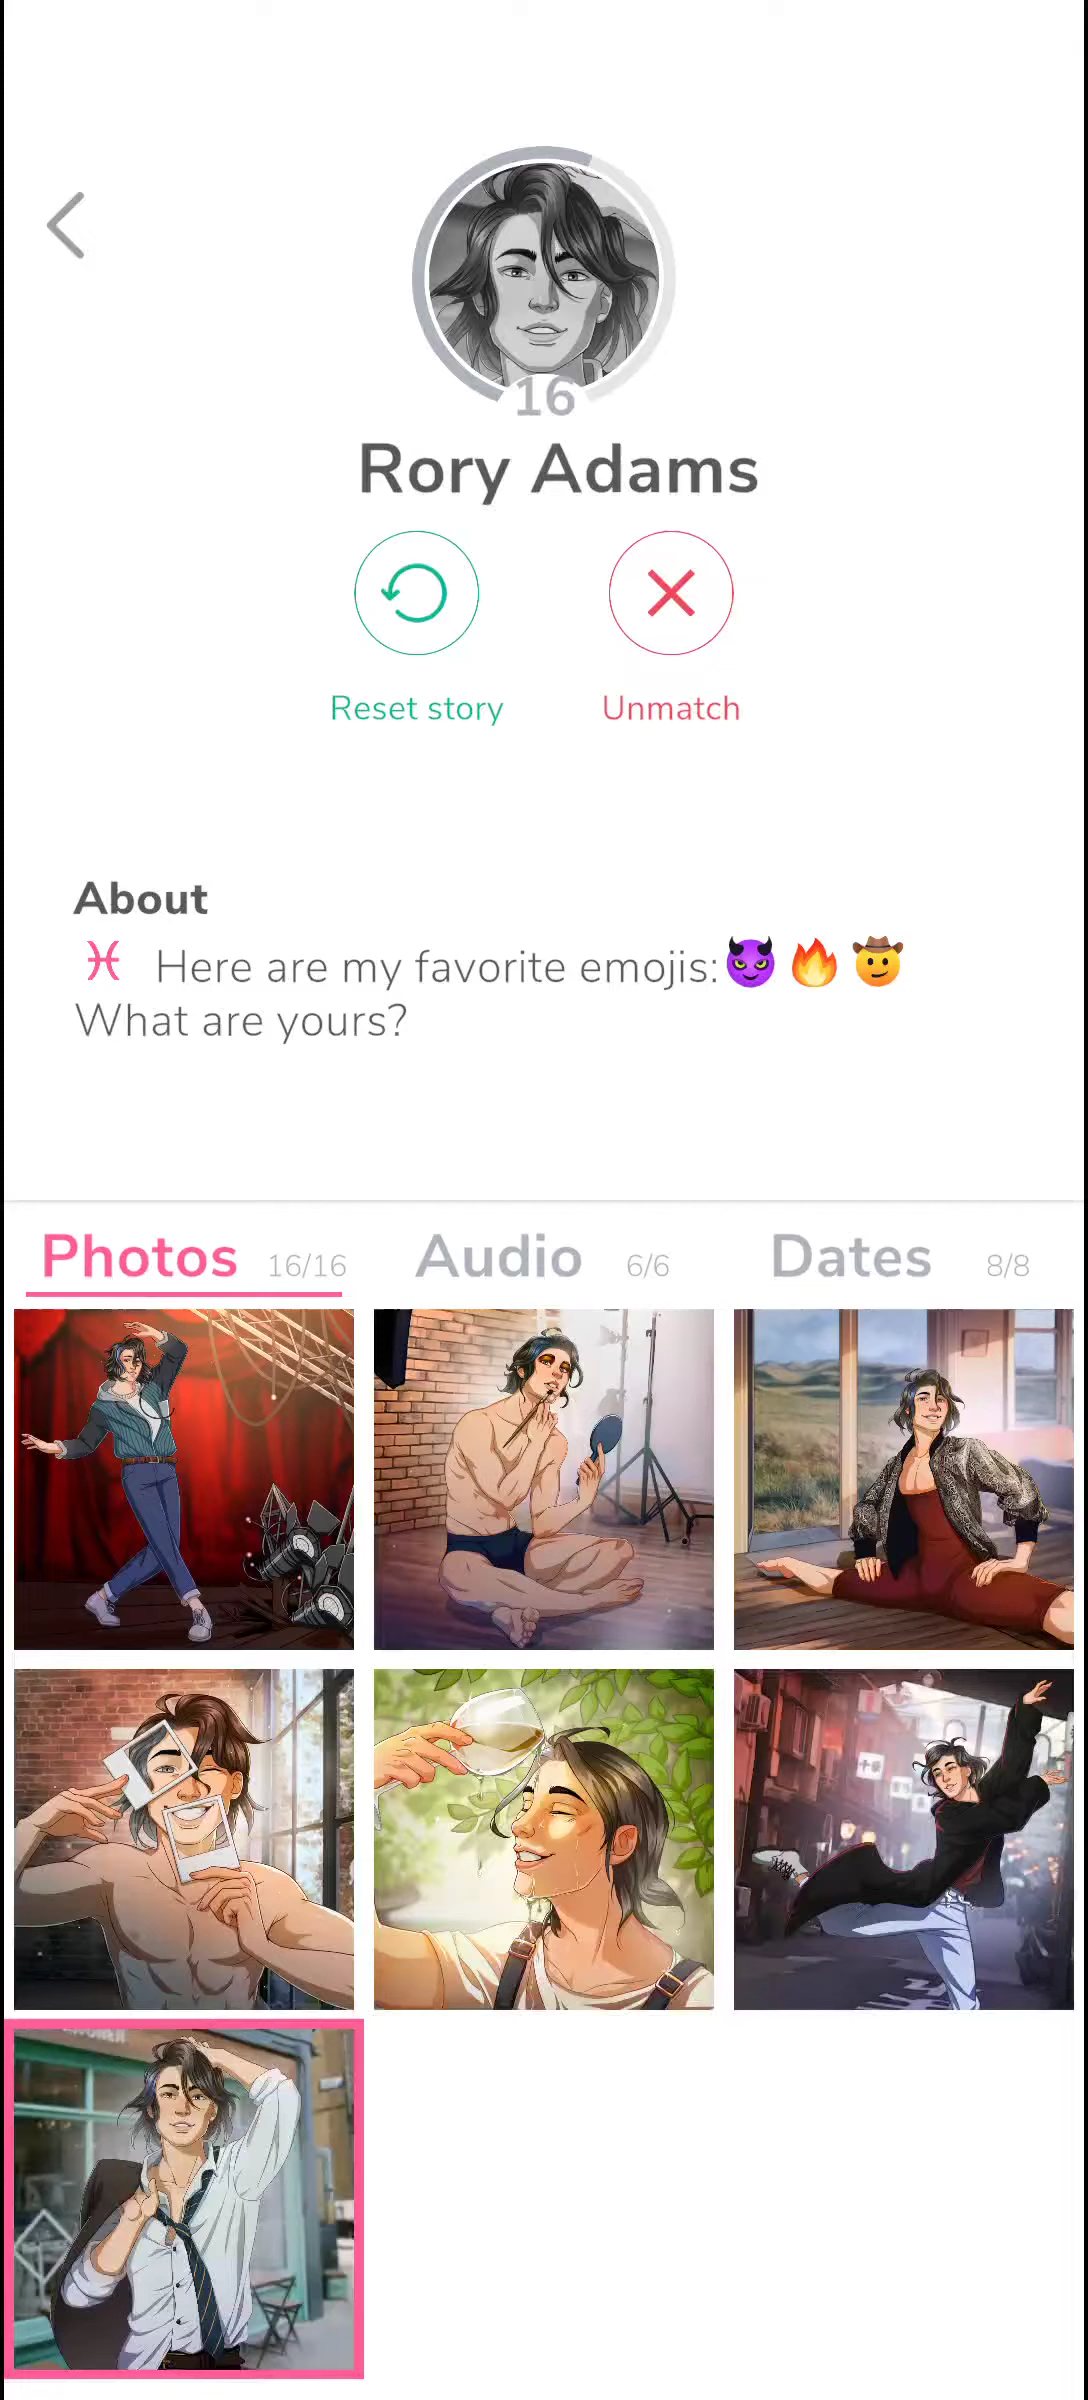 16
Rory Adams
Reset story
Unmatch
About
♓ Here are my favorite emojis:😈 🔥 🤠
What are yours?
Photos 16/16
Audio 6/6
Dates 8/8